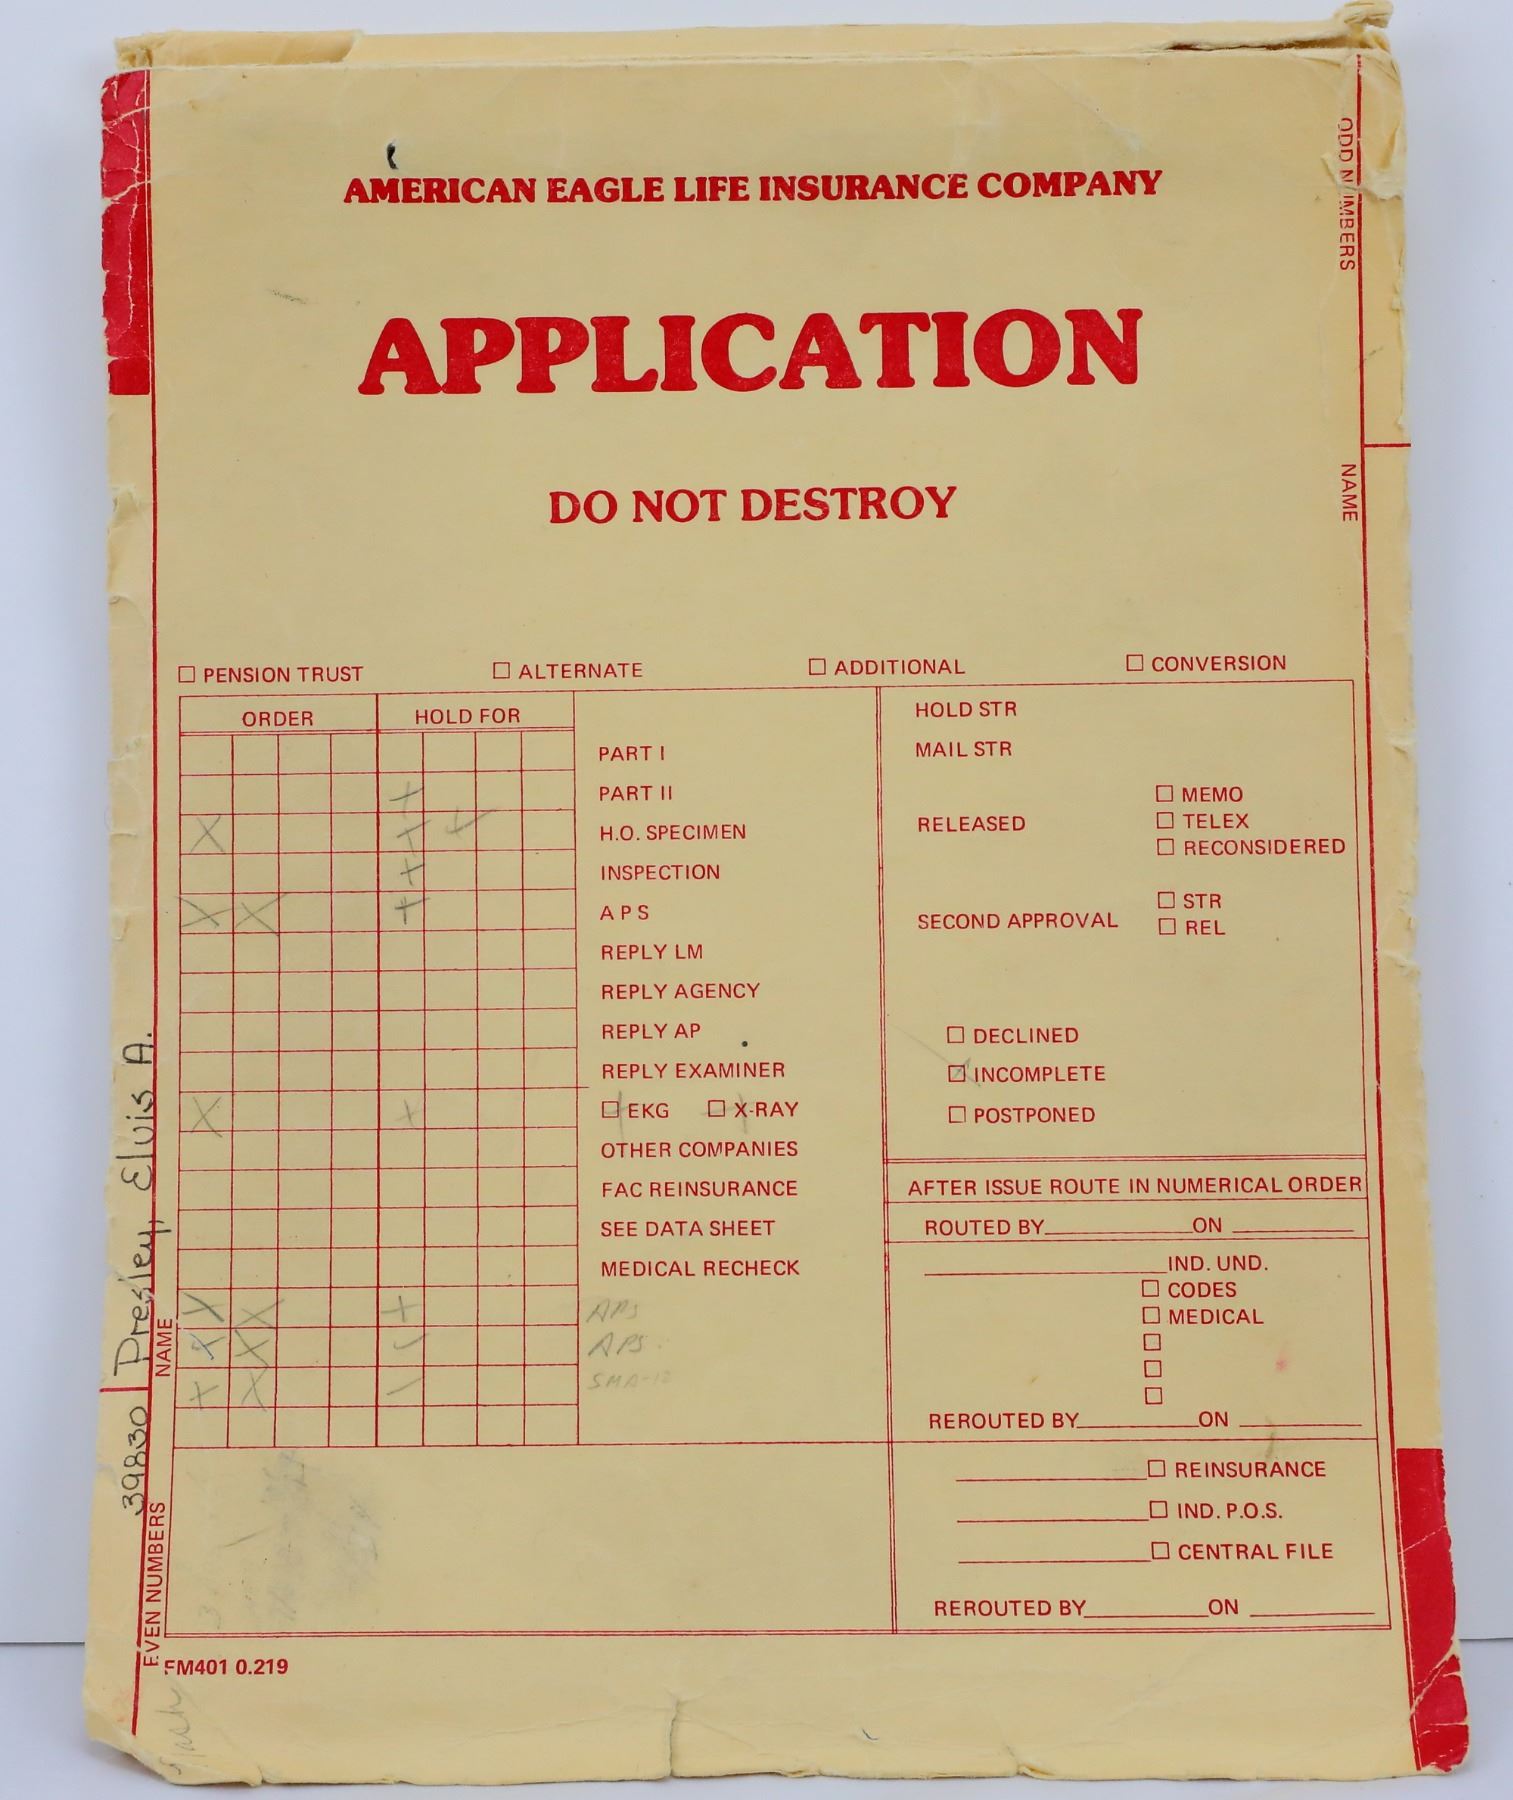 AMERICAN EAGLE LIFE INSURANCE COMPANY
APPLICATION
DO NOT DESTROY
ODD NUMBERS
NAME
☐ PENSION TRUST ☐ ALTERNATE ☐ ADDITIONAL ☐ CONVERSION
ORDER HOLD FOR
PART I
PART II
H.O. SPECIMEN
INSPECTION
A P S
REPLY LM
REPLY AGENCY
REPLY AP
REPLY EXAMINER
☐ EKG ☐ X-RAY
OTHER COMPANIES
FAC REINSURANCE
SEE DATA SHEET
MEDICAL RECHECK
APS
APS
SMA-12
HOLD STR
MAIL STR
RELEASED
☐ MEMO
☐ TELEX
☐ RECONSIDERED
SECOND APPROVAL
☐ STR
☐ REL
☐ DECLINED
☐ INCOMPLETE
☐ POSTPONED
AFTER ISSUE ROUTE IN NUMERICAL ORDER
ROUTED BY ON
IND. UND.
☐ CODES
☐ MEDICAL
☐
☐
☐
REROUTED BY ON
☐ REINSURANCE
☐ IND. P.O.S.
☐ CENTRAL FILE
REROUTED BY ON
39830 Presley, Elvis A.
NAME
EVEN NUMBERS
FM401 0.219